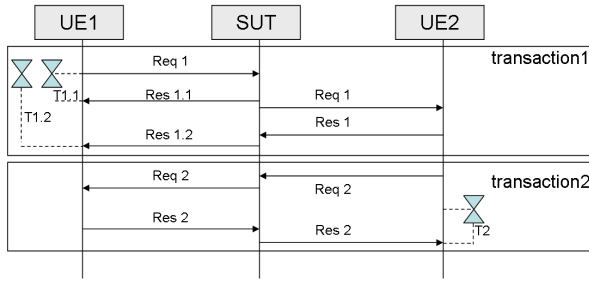 UE1
SUT
UE2
transaction1
Req 1
T1.1
Res 1.1
Req 1
T1.2
Res 1
Res 1.2
Req 2
transaction2
Req 2
Res 2
T2
Res 2